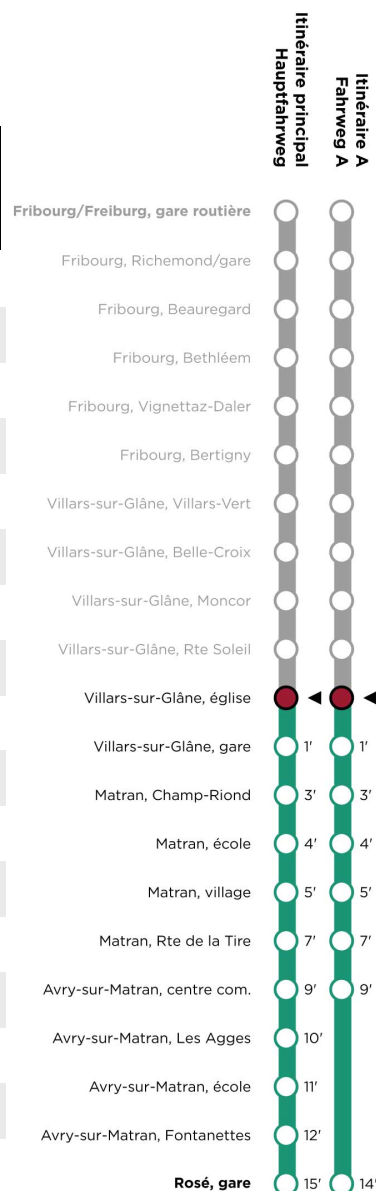 Itinéraire principal
Hauptfahrweg
Itinéraire A
Fahrweg A
Fribourg/Freiburg, gare routière
Fribourg, Richemond/gare
Fribourg, Beauregard
Fribourg, Bethléem
Fribourg, Vignettaz-Daler
Fribourg, Bertigny
Villars-sur-Glâne, Villars-Vert
Villars-sur-Glâne, Belle-Croix
Villars-sur-Glâne, Moncor
Villars-sur-Glâne, Rte Soleil
Villars-sur-Glâne, église
Villars-sur-Glâne, gare 1' 1'
Matran, Champ-Riond 3' 3'
Matran, école 4' 4'
Matran, village 5' 5'
Matran, Rte de la Tire 7' 7'
Avry-sur-Matran, centre com. 9' 9'
Avry-sur-Matran, Les Agges 10'
Avry-sur-Matran, école 11'
Avry-sur-Matran, Fontanettes 12'
Rosé, gare 15' 14'